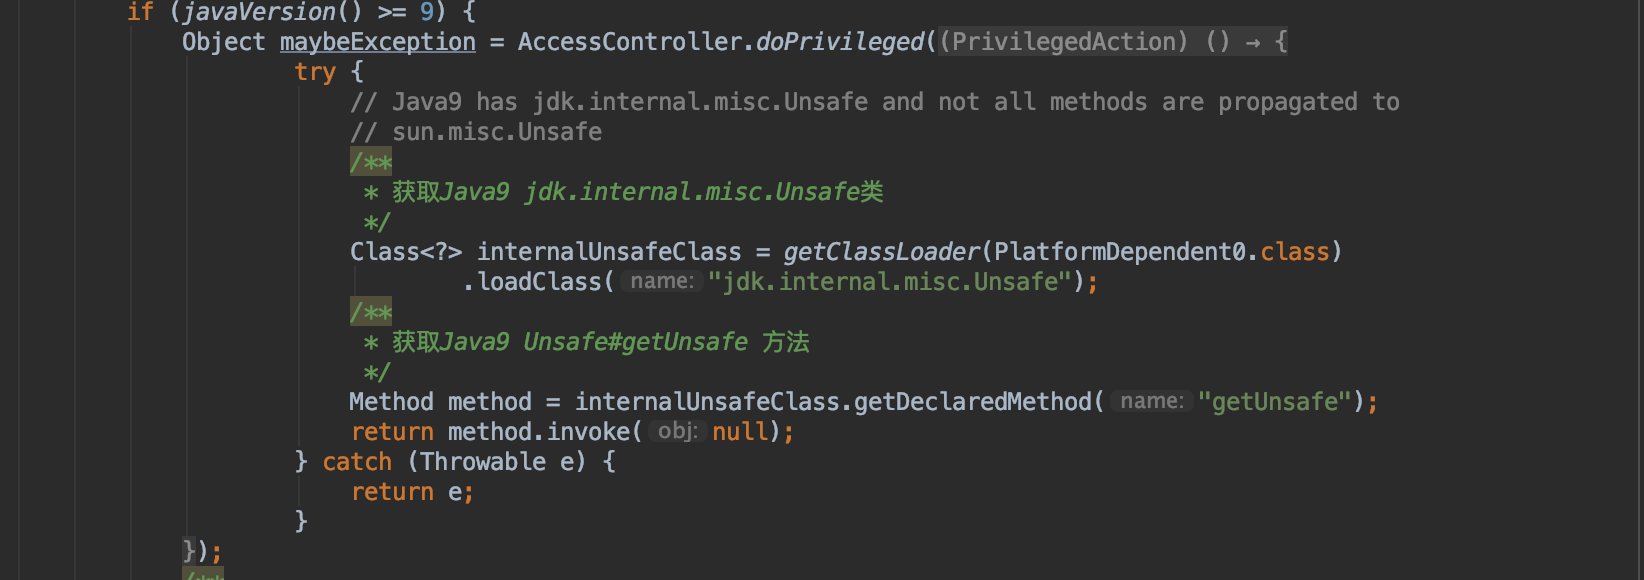 if (javaVersion() >= 9) {
Object maybeException = AccessController.doPrivileged((PrivilegedAction) () → {
try {
// Java9 has jdk.internal.misc.Unsafe and not all methods are propagated to
// sun.misc.Unsafe
/**
* 获取Java9 jdk.internal.misc.Unsafe类
*/
Class<?> internalUnsafeClass = getClassLoader(PlatformDependent0.class)
.loadClass( name: "jdk.internal.misc.Unsafe");
/**
* 获取Java9 Unsafe#getUnsafe 方法
*/
Method method = internalUnsafeClass.getDeclaredMethod( name: "getUnsafe");
return method.invoke( obj: null);
} catch (Throwable e) {
return e;
}
});